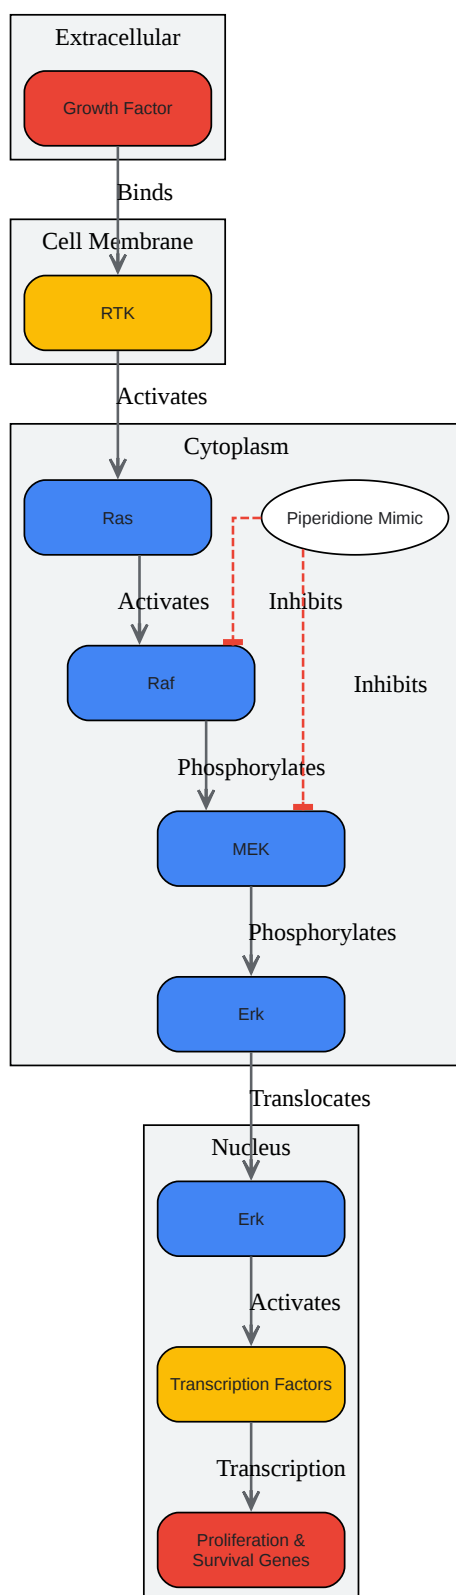 Extracellular
Growth Factor
Binds
Cell Membrane
RTK
Activates
Cytoplasm
Ras
Piperidione Mimic
Activates
Inhibits
Raf
Inhibits
Phosphorylates
MEK
Phosphorylates
Erk
Translocates
Nucleus
Erk
Activates
Transcription Factors
Transcription
Proliferation &
Survival Genes